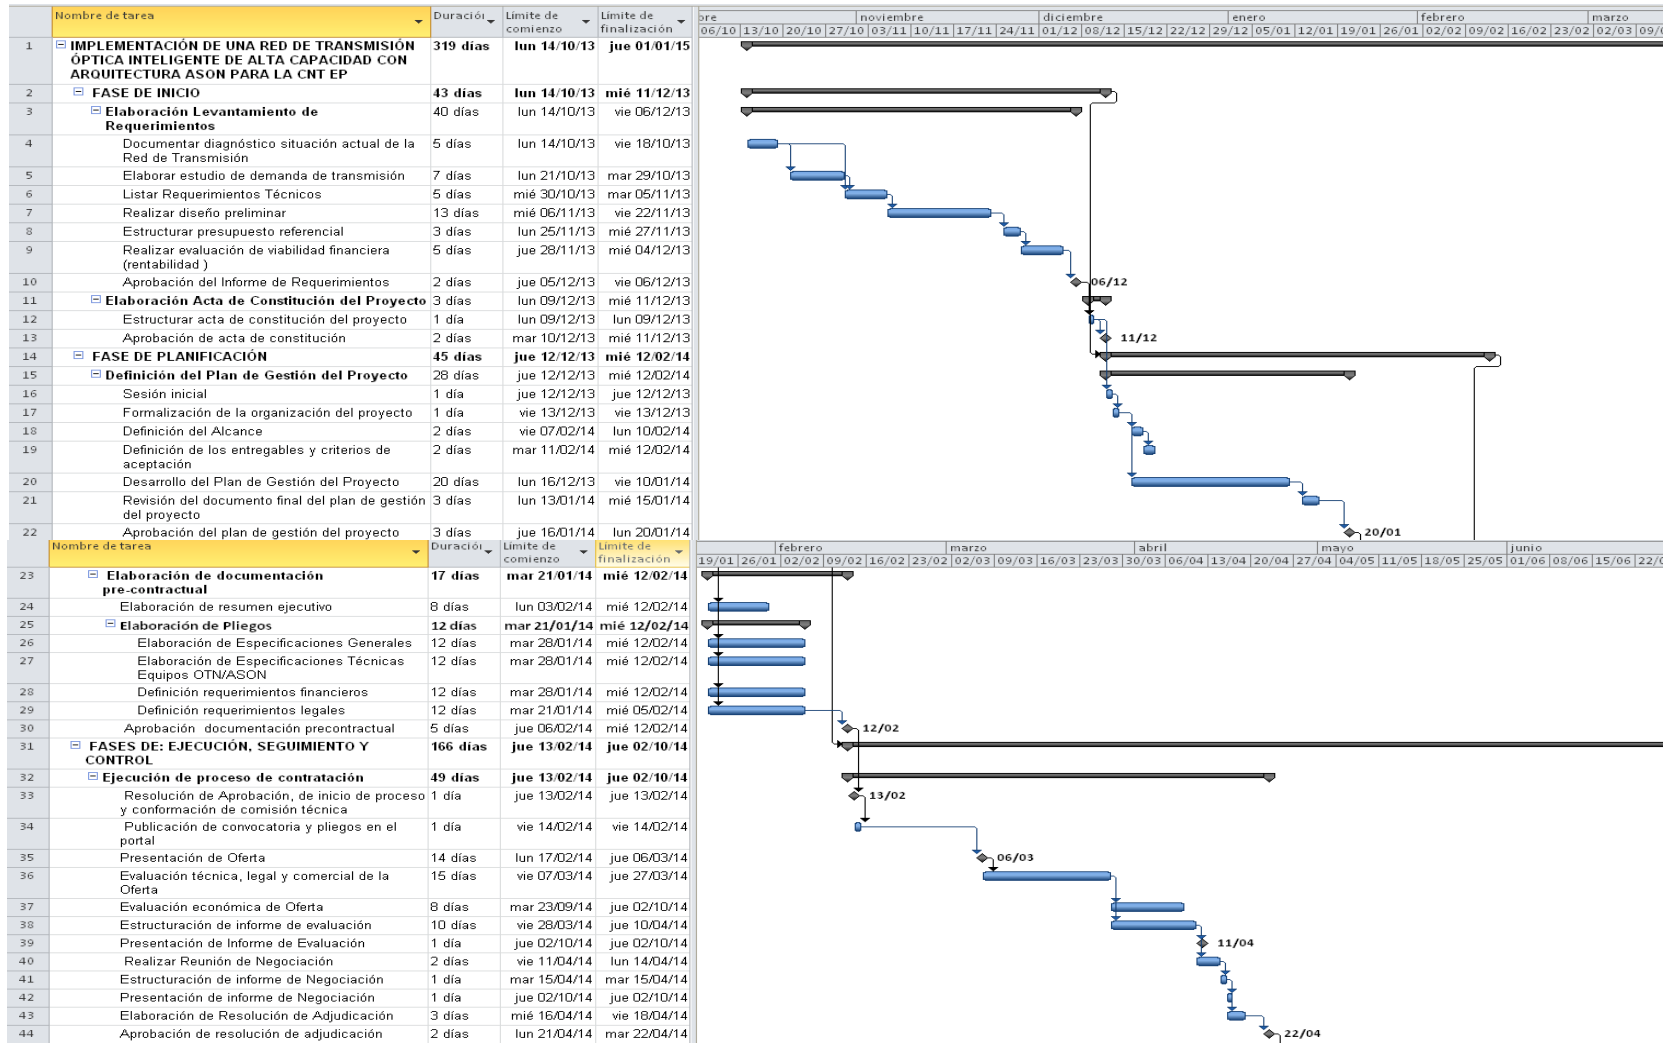 Nombre de tarea Duración Límite de comienzo Límite de finalización
bre noviembre diciembre enero febrero marzo
06/10 13/10 20/10 27/10 03/11 10/11 17/11 24/11 01/12 08/12 15/12 22/12 29/12 05/01 12/01 19/01 26/01 02/02 09/02 16/02 23/02 02/03 09/0
1 IMPLEMENTACIÓN DE UNA RED DE TRANSMISIÓN 319 días lun 14/10/13 jue 01/01/15
ÓPTICA INTELIGENTE DE ALTA CAPACIDAD CON
ARQUITECTURA ASON PARA LA CNT EP
2 FASE DE INICIO 43 días lun 14/10/13 mié 11/12/13
3 Elaboración Levantamiento de 40 días lun 14/10/13 vie 06/12/13
Requerimientos
4 Documentar diagnóstico situación actual de la 5 días lun 14/10/13 vie 18/10/13
Red de Transmisión
5 Elaborar estudio de demanda de transmisión 7 días lun 21/10/13 mar 29/10/13
6 Listar Requerimientos Técnicos 5 días mié 30/10/13 mar 05/11/13
7 Realizar diseño preliminar 13 días mié 06/11/13 vie 22/11/13
8 Estructurar presupuesto referencial 3 días lun 25/11/13 mié 27/11/13
9 Realizar evaluación de viabilidad financiera 5 días jue 28/11/13 mié 04/12/13
(rentabilidad )
10 Aprobación del Informe de Requerimientos 2 días jue 05/12/13 vie 06/12/13 06/12
11 Elaboración Acta de Constitución del Proyecto 3 días lun 09/12/13 mié 11/12/13
12 Estructurar acta de constitución del proyecto 1 día lun 09/12/13 lun 09/12/13
13 Aprobación de acta de constitución 2 días mar 10/12/13 mié 11/12/13 11/12
14 FASE DE PLANIFICACIÓN 45 días jue 12/12/13 mié 12/02/14
15 Definición del Plan de Gestión del Proyecto 28 días jue 12/12/13 mié 12/02/14
16 Sesión inicial 1 día jue 12/12/13 jue 12/12/13
17 Formalización de la organización del proyecto 1 día vie 13/12/13 vie 13/12/13
18 Definición del Alcance 2 días vie 07/02/14 lun 10/02/14
19 Definición de los entregables y criterios de 2 días mar 11/02/14 mié 12/02/14
aceptación
20 Desarrollo del Plan de Gestión del Proyecto 20 días lun 16/12/13 vie 10/01/14
21 Revisión del documento final del plan de gestión 3 días lun 13/01/14 mié 15/01/14
del proyecto
22 Aprobación del plan de gestión del proyecto 3 días jue 16/01/14 lun 20/01/14 20/01
Nombre de tarea Duración Límite de comienzo Límite de finalización
febrero marzo abril mayo junio
19/01 26/01 02/02 09/02 16/02 23/02 02/03 09/03 16/03 23/03 30/03 06/04 13/04 20/04 27/04 04/05 11/05 18/05 25/05 01/06 08/06 15/06 22/0
23 Elaboración de documentación 17 días mar 21/01/14 mié 12/02/14
pre-contractual
24 Elaboración de resumen ejecutivo 8 días lun 03/02/14 mié 12/02/14
25 Elaboración de Pliegos 12 días mar 21/01/14 mié 12/02/14
26 Elaboración de Especificaciones Generales 12 días mar 28/01/14 mié 12/02/14
27 Elaboración de Especificaciones Técnicas 12 días mar 28/01/14 mié 12/02/14
Equipos OTN/ASON
28 Definición requerimientos financieros 12 días mar 28/01/14 mié 12/02/14
29 Definición requerimientos legales 12 días mar 21/01/14 mié 05/02/14
30 Aprobación documentación precontractual 5 días jue 06/02/14 mié 12/02/14 12/02
31 FASES DE: EJECUCIÓN, SEGUIMIENTO Y 166 días jue 13/02/14 jue 02/10/14
CONTROL
32 Ejecución de proceso de contratación 49 días jue 13/02/14 jue 02/10/14
33 Resolución de Aprobación, de inicio de proceso 1 día jue 13/02/14 jue 13/02/14 13/02
y conformación de comisión técnica
34 Publicación de convocatoria y pliegos en el 1 día vie 14/02/14 vie 14/02/14
portal
35 Presentación de Oferta 14 días lun 17/02/14 jue 06/03/14 06/03
36 Evaluación técnica, legal y comercial de la 15 días vie 07/03/14 jue 27/03/14
Oferta
37 Evaluación económica de Oferta 8 días mar 23/09/14 jue 02/10/14
38 Estructuración de informe de evaluación 10 días vie 28/03/14 jue 10/04/14
39 Presentación de Informe de Evaluación 1 día jue 02/10/14 jue 02/10/14 11/04
40 Realizar Reunión de Negociación 2 días vie 11/04/14 lun 14/04/14
41 Estructuración de informe de Negociación 1 día mar 15/04/14 mar 15/04/14
42 Presentación de informe de Negociación 1 día jue 02/10/14 jue 02/10/14
43 Elaboración de Resolución de Adjudicación 3 días mié 16/04/14 vie 18/04/14
44 Aprobación de resolución de adjudicación 2 días lun 21/04/14 mar 22/04/14 22/04